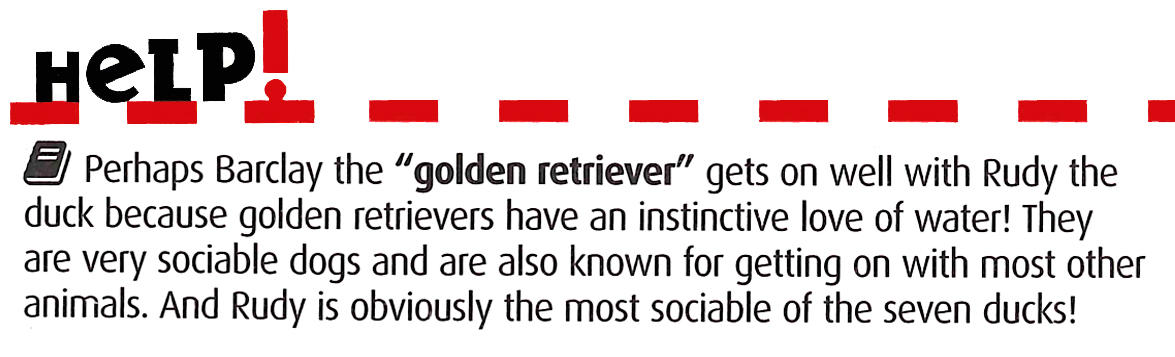 HeLP!
Perhaps Barclay the “golden retriever” gets on well with Rudy the
duck because golden retrievers have an instinctive love of water! They
are very sociable dogs and are also known for getting on with most other
animals. And Rudy is obviously the most sociable of the seven ducks!